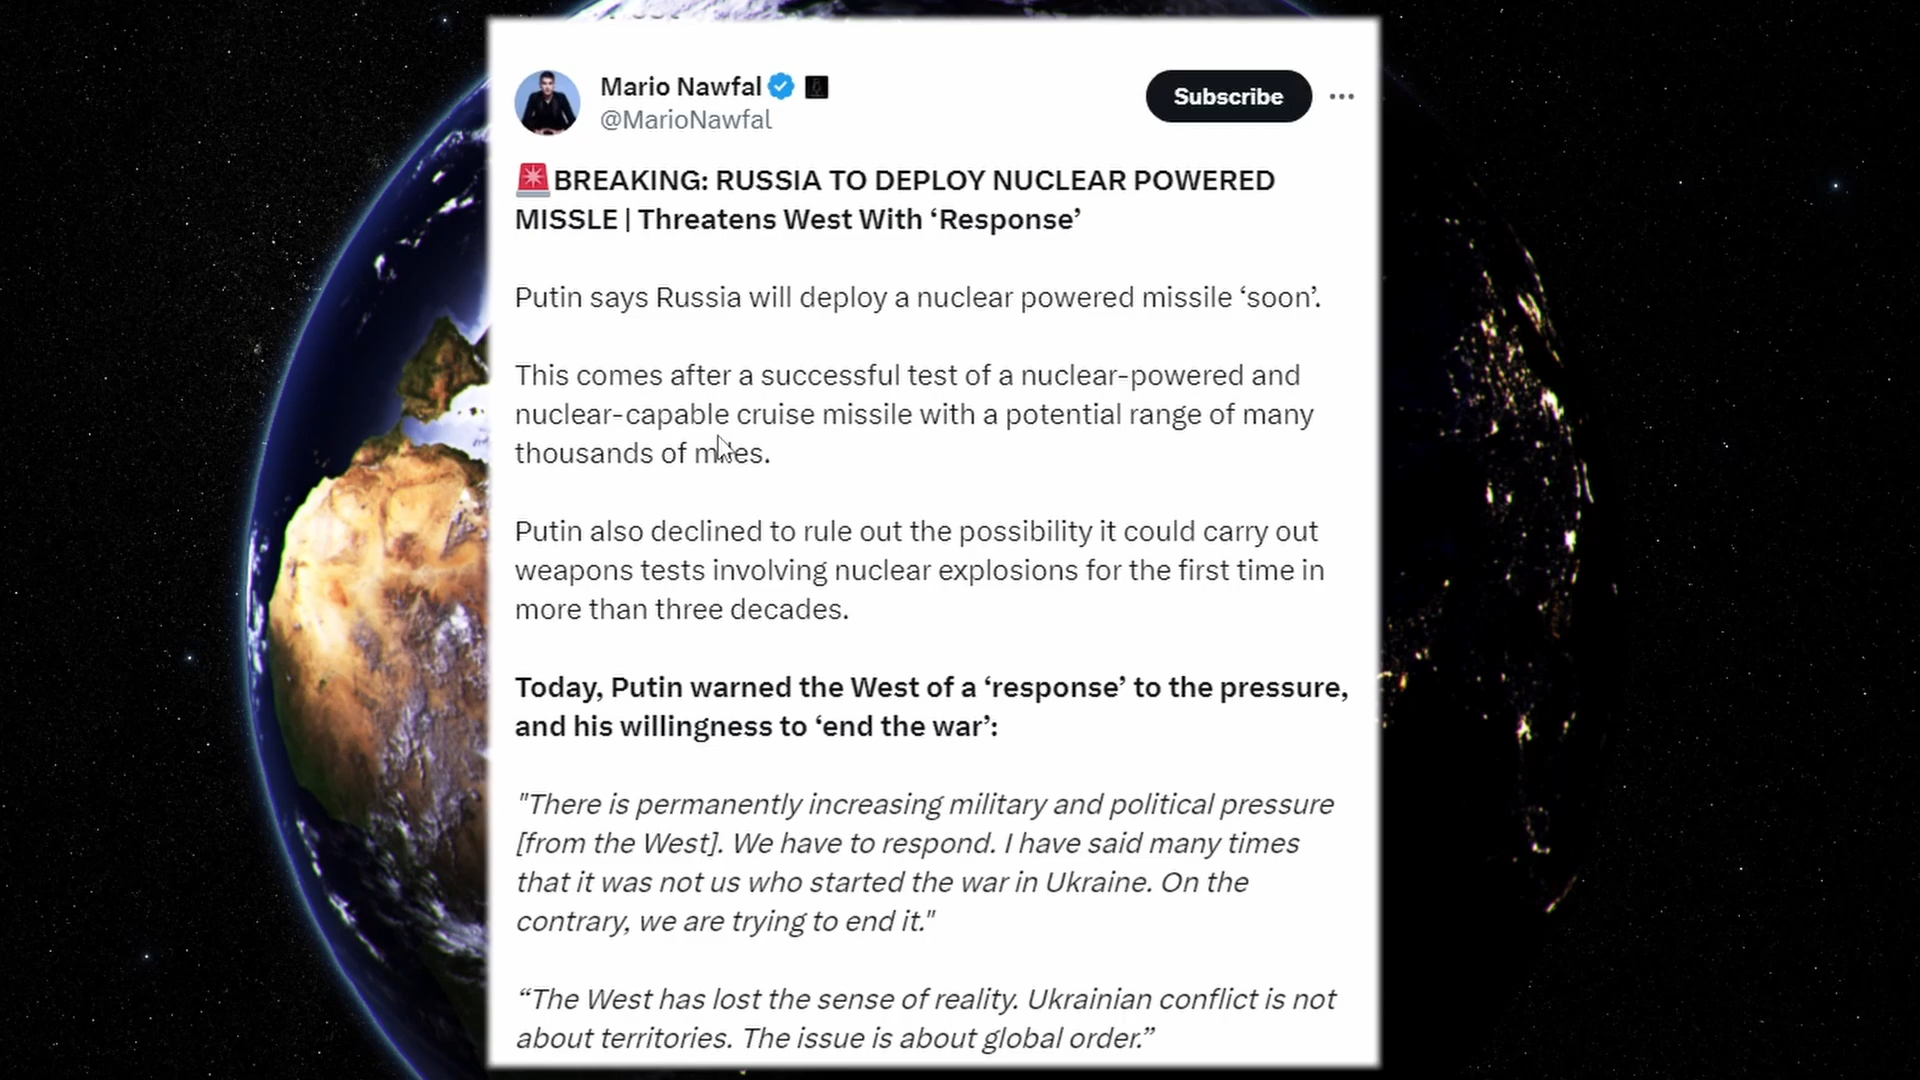 Mario Nawfal
@MarioNawfal
Subscribe
BREAKING: RUSSIA TO DEPLOY NUCLEAR POWERED
MISSLE | Threatens West With ‘Response’
Putin says Russia will deploy a nuclear powered missile ‘soon’.
This comes after a successful test of a nuclear-powered and
nuclear-capable cruise missile with a potential range of many
thousands of miles.
Putin also declined to rule out the possibility it could carry out
weapons tests involving nuclear explosions for the first time in
more than three decades.
Today, Putin warned the West of a ‘response’ to the pressure,
and his willingness to ‘end the war’:
"There is permanently increasing military and political pressure
[from the West]. We have to respond. I have said many times
that it was not us who started the war in Ukraine. On the
contrary, we are trying to end it."
“The West has lost the sense of reality. Ukrainian conflict is not
about territories. The issue is about global order.”